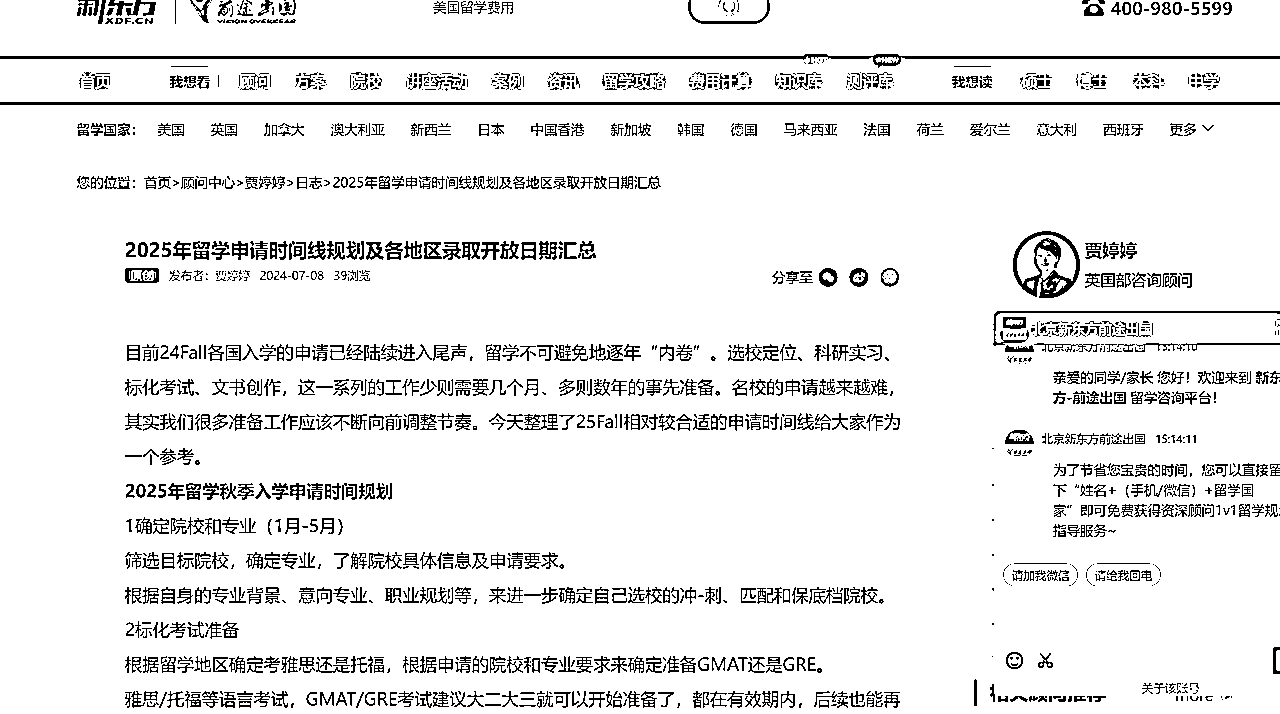 新东方
XDF.CN
前途出国
VISION OVERSEAS
美国留学费用
400-980-5599
首页 我想看 顾问 方案 院校 讲座活动 案例 资讯 留学攻略 费用计算 知识库 测评库 我想读 硕士 博士 本科 中学
留学国家： 美国 英国 加拿大 澳大利亚 新西兰 日本 中国香港 新加坡 韩国 德国 马来西亚 法国 荷兰 爱尔兰 意大利 西班牙 更多
您的位置：首页>顾问中心>贾婷婷>日志>2025年留学申请时间线规划及各地区录取开放日期汇总
2025年留学申请时间线规划及各地区录取开放日期汇总
原创 发布者：贾婷婷 2024-07-08 39浏览
分享至
目前24Fall各国入学的申请已经陆续进入尾声，留学不可避免地逐年“内卷”。选校定位、科研实习、
标化考试、文书创作，这一系列的工作少则需要几个月、多则数年的事先准备。名校的申请越来越难，
其实我们很多准备工作应该不断向前调整节奏。今天整理了25Fall相对较合适的申请时间线给大家作为
一个参考。
2025年留学秋季入学申请时间规划
1确定院校和专业（1月-5月）
筛选目标院校，确定专业，了解院校具体信息及申请要求。
根据自身的专业背景、意向专业、职业规划等，来进一步确定自己选校的冲-刺、匹配和保底档院校。
2标化考试准备
根据留学地区确定考雅思还是托福，根据申请的院校和专业要求来确定准备GMAT还是GRE。
雅思/托福等语言考试，GMAT/GRE考试建议大二大三就可以开始准备了，都在有效期内，后续也能再
贾婷婷
英国部咨询顾问
北京新东方前途出国
北京新东方前途出国 15:14:10
亲爱的同学/家长 您好！欢迎来到 新东
方-前途出国 留学咨询平台！
北京新东方前途出国 15:14:11
为了节省您宝贵的时间，您可以直接留
下“姓名+（手机/微信）+留学国
家”即可免费获得资深顾问1v1留学规划
指导服务~
请加我微信 请给我回电
相关顾问推荐 关于该账号 more